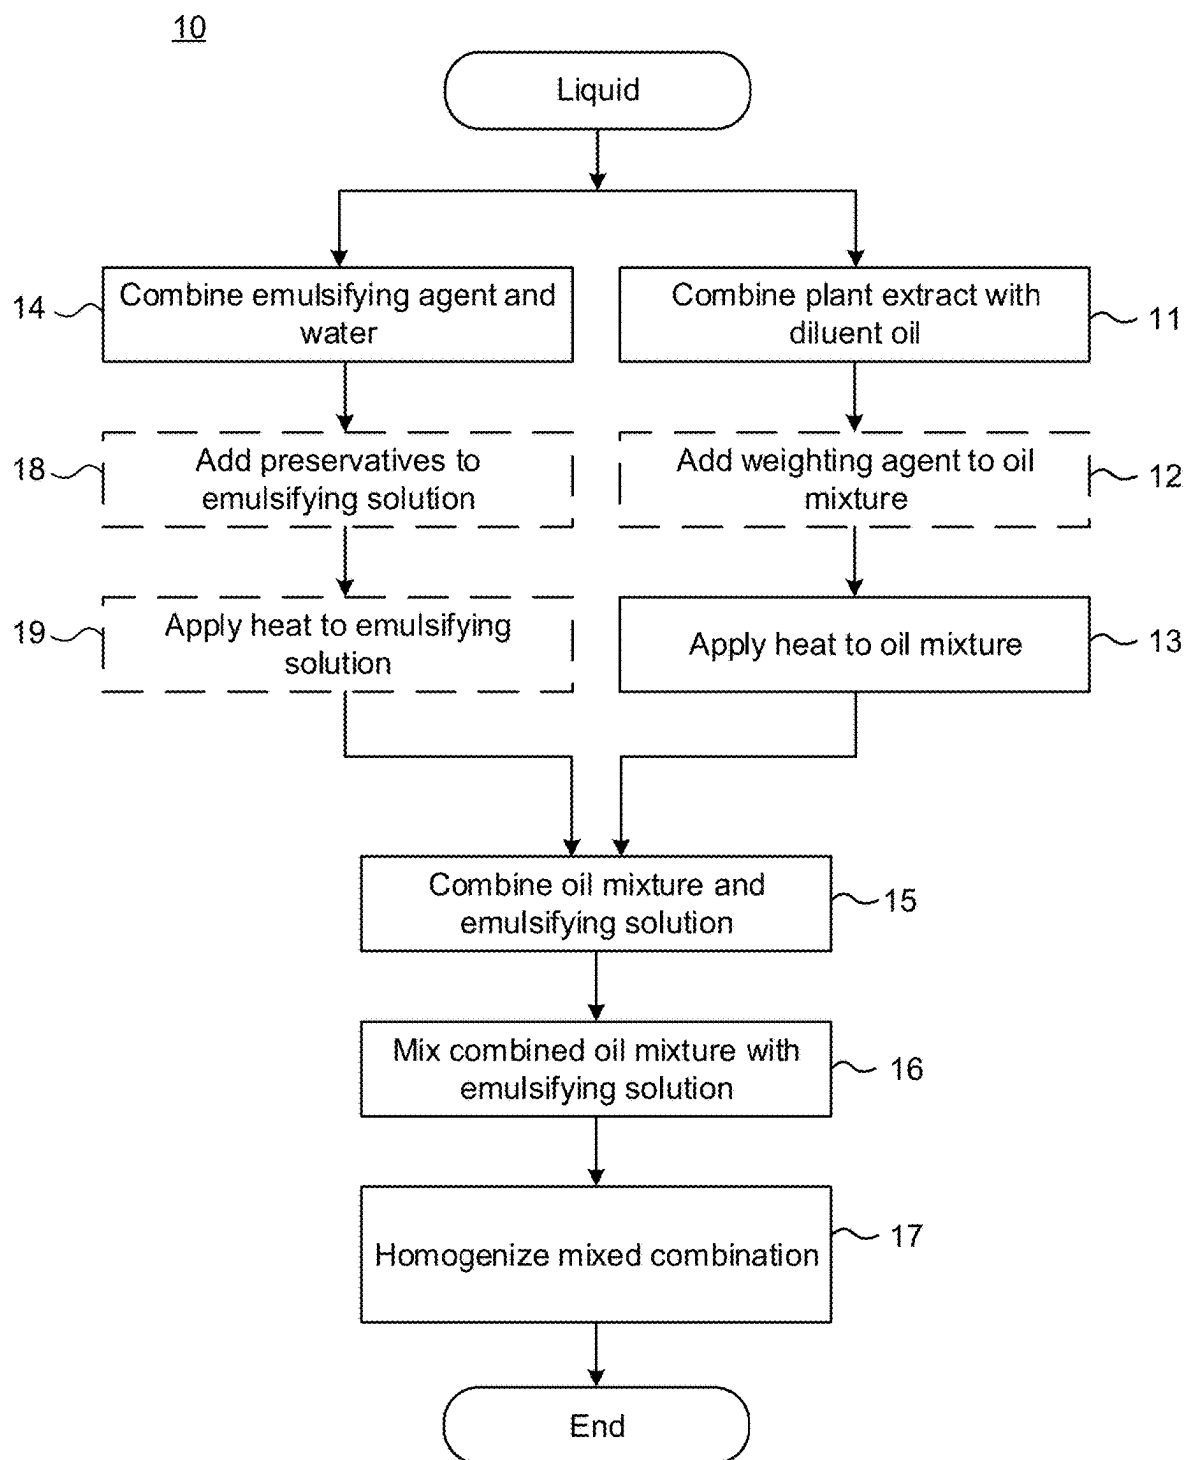 10
Liquid
14
Combine emulsifying agent and
water
Combine plant extract with
diluent oil
11
18
Add preservatives to
emulsifying solution
Add weighting agent to oil
mixture
12
19
Apply heat to emulsifying
solution
Apply heat to oil mixture
13
Combine oil mixture and
emulsifying solution
15
Mix combined oil mixture with
emulsifying solution
16
Homogenize mixed combination
17
End